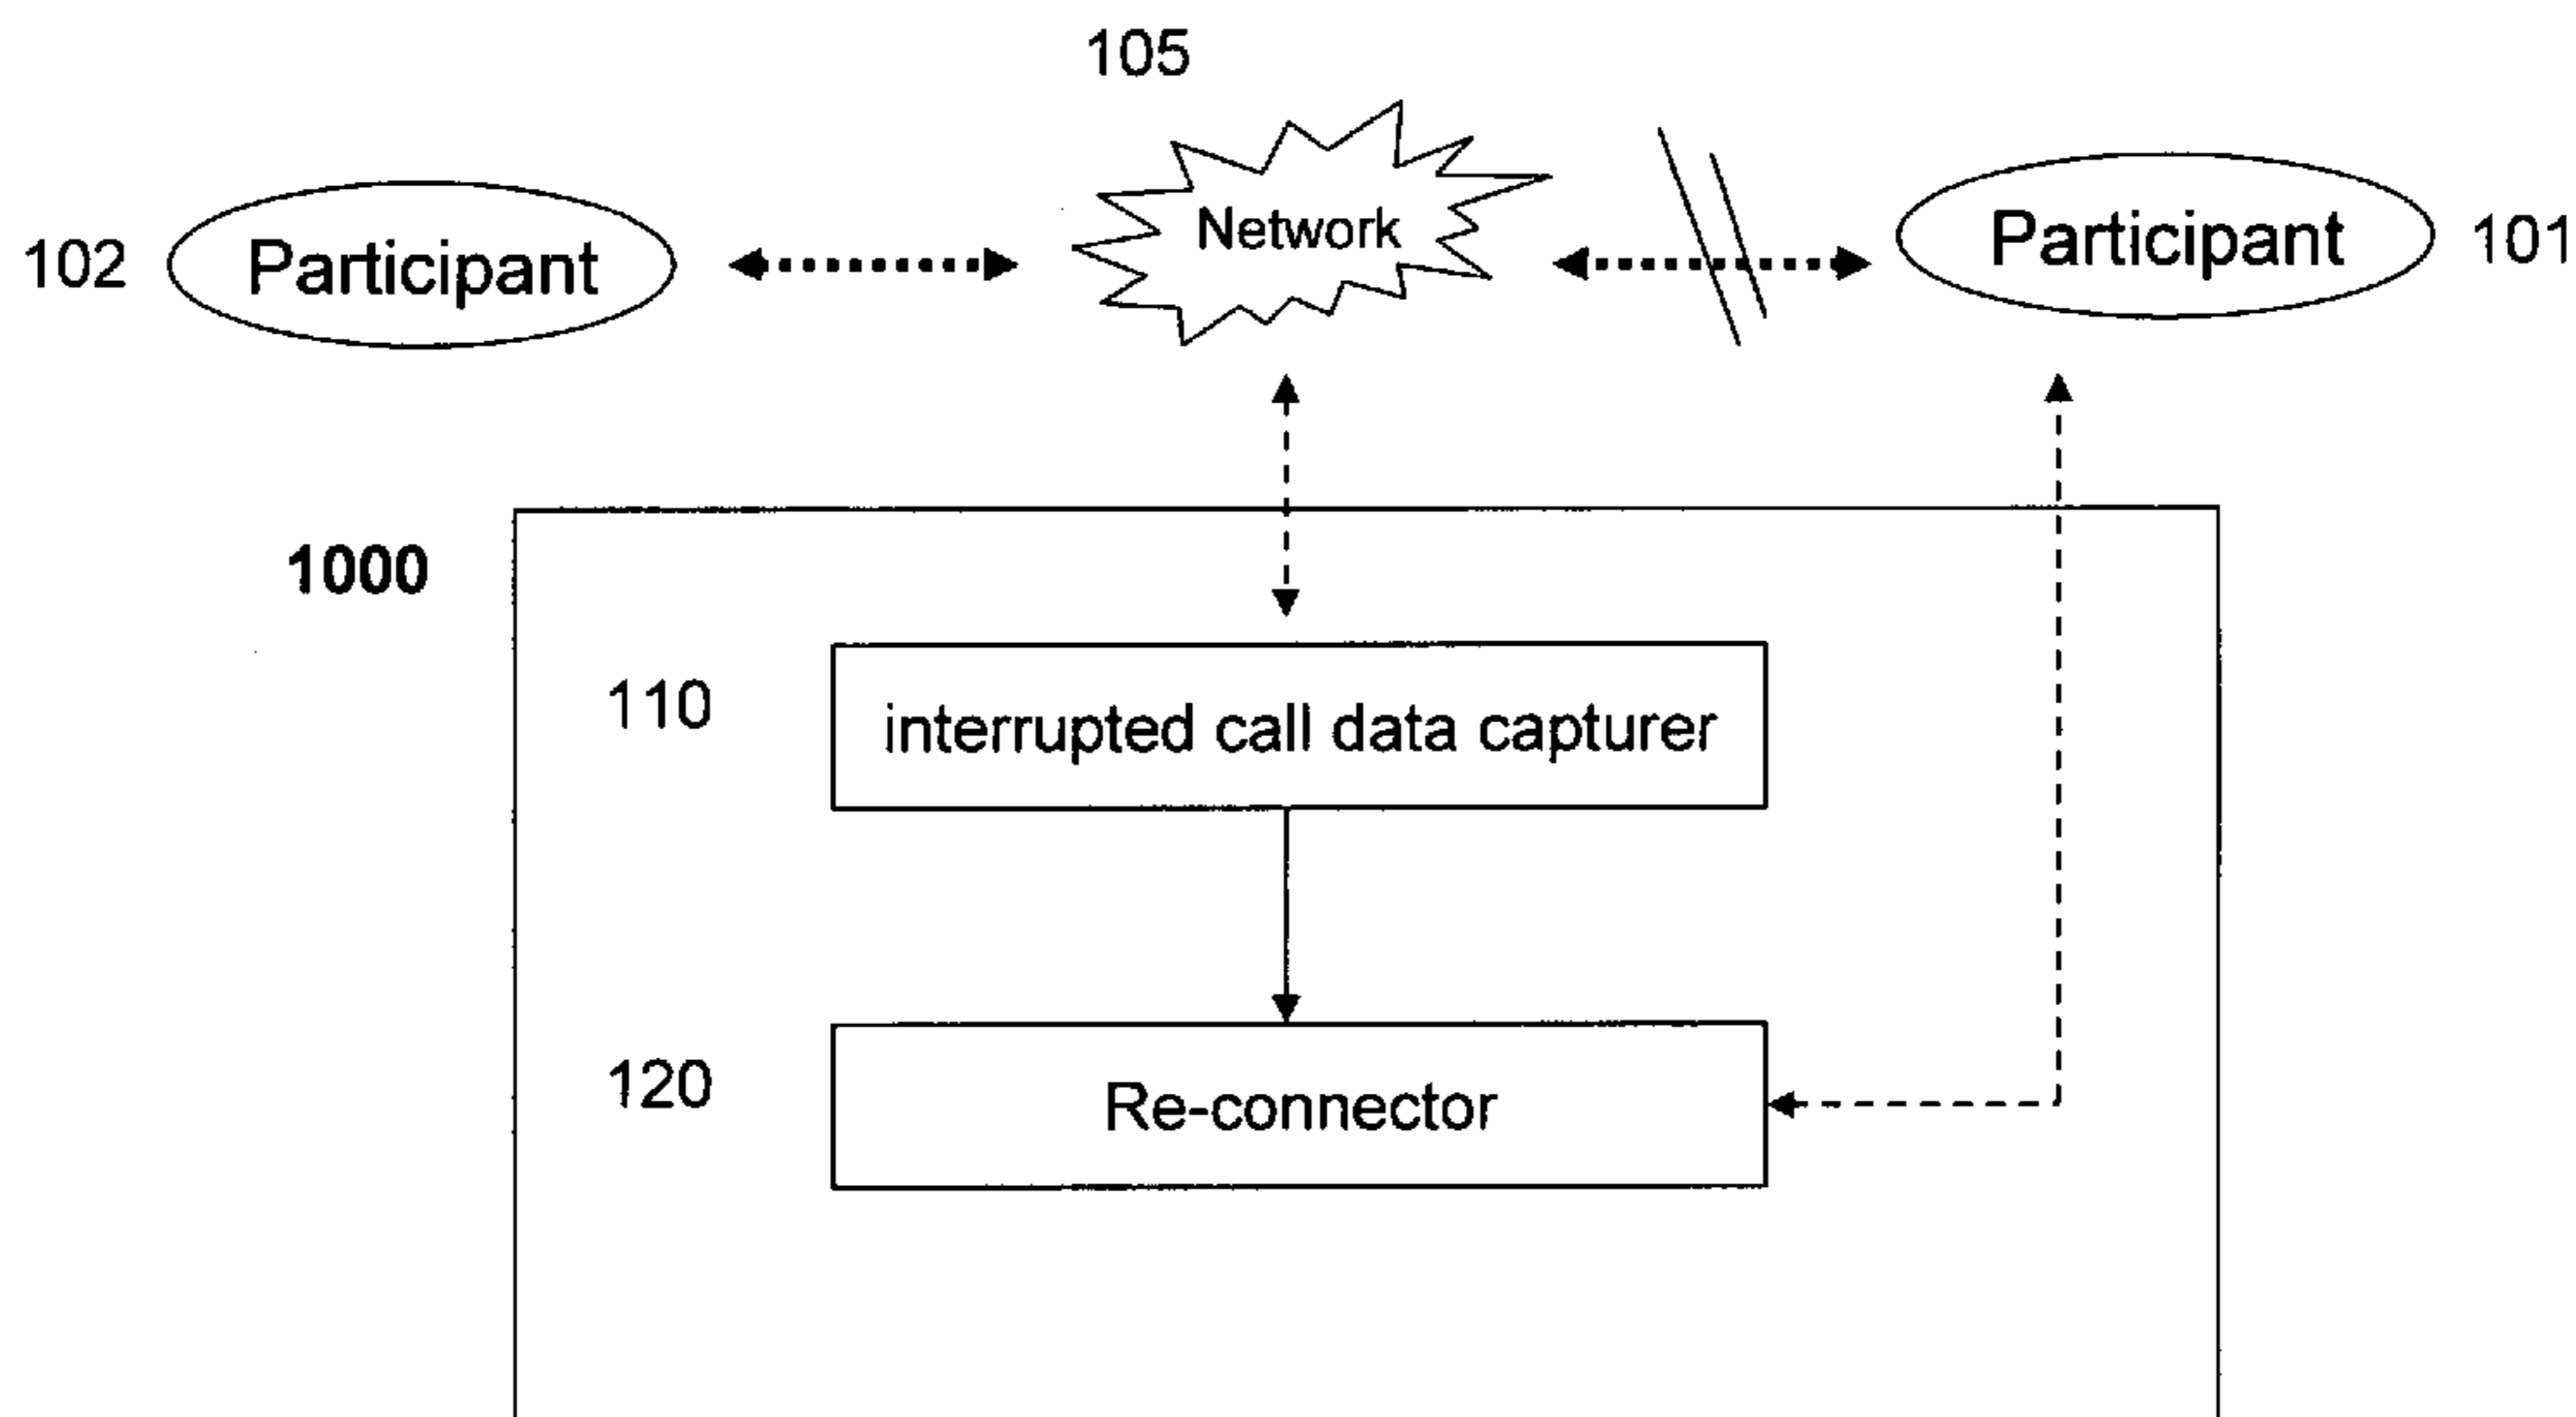 105
Network
102
Participant
Participant
101
1000
110
interrupted call data capturer
120
Re-connector